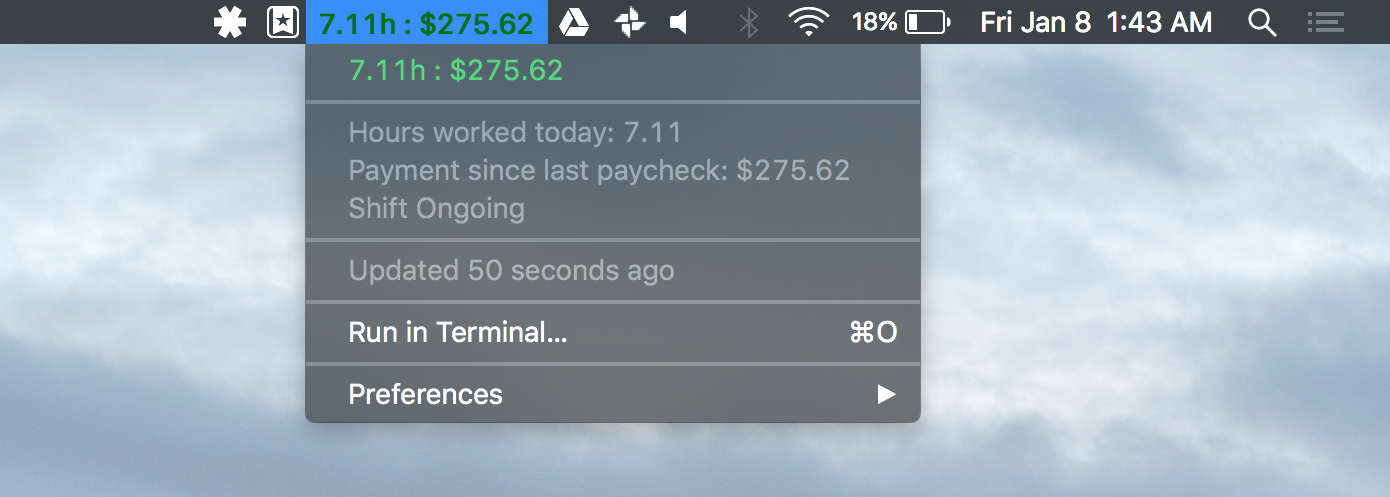 7.11h : $275.62
18%
Fri Jan 8 1:43 AM
7.11h : $275.62
Hours worked today: 7.11
Payment since last paycheck: $275.62
Shift Ongoing
Updated 50 seconds ago
Run in Terminal... ⌘O
Preferences